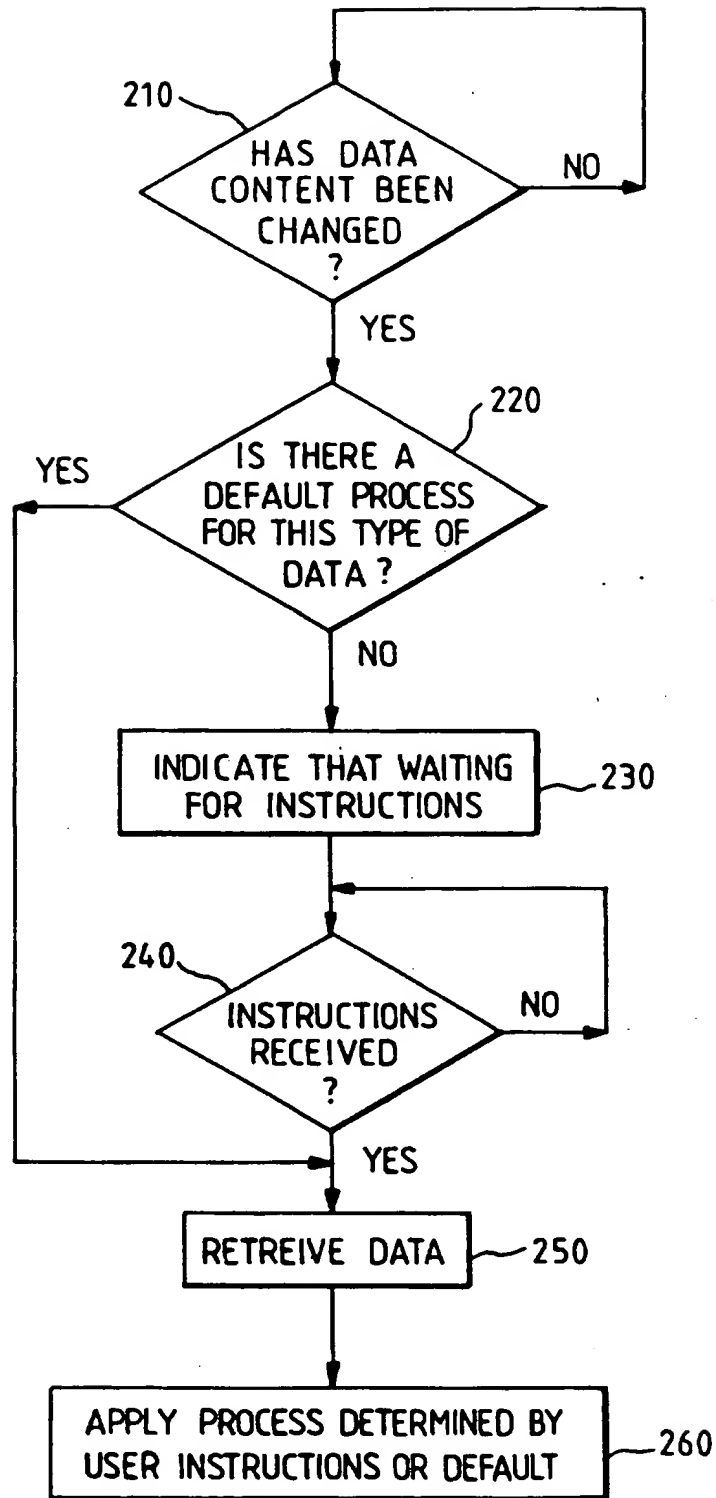 210
HAS DATA
CONTENT BEEN
CHANGED
?
NO
YES
220
IS THERE A
DEFAULT PROCESS
FOR THIS TYPE OF
DATA ?
YES
NO
INDICATE THAT WAITING
FOR INSTRUCTIONS
230
240
INSTRUCTIONS
RECEIVED
?
NO
YES
RETREIVE DATA
250
APPLY PROCESS DETERMINED BY
USER INSTRUCTIONS OR DEFAULT
260